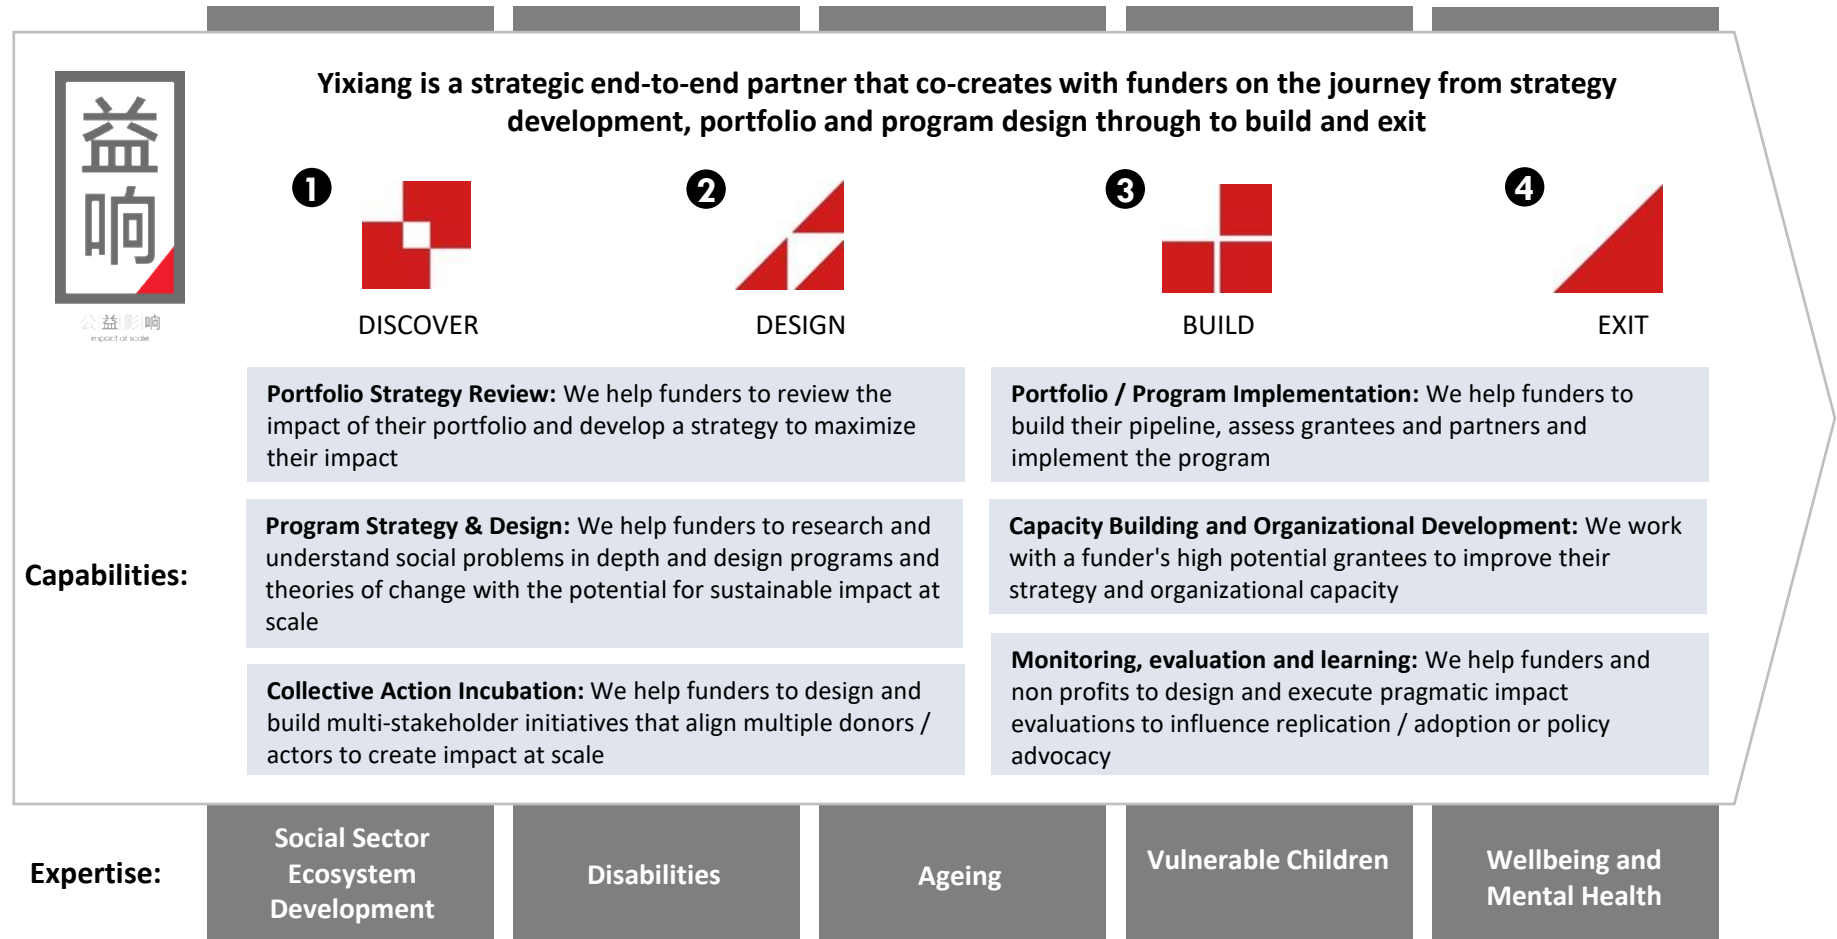 Yixiang is a strategic end-to-end partner that co-creates with funders on the journey from strategy
development, portfolio and program design through to build and exit
益
响
公益影响
impact at scale
1
2
3
4
DISCOVER
DESIGN
BUILD
EXIT
Portfolio Strategy Review: We help funders to review the
impact of their portfolio and develop a strategy to maximize
their impact
Portfolio / Program Implementation: We help funders to
build their pipeline, assess grantees and partners and
implement the program
Capabilities:
Program Strategy & Design: We help funders to research and
understand social problems in depth and design programs and
theories of change with the potential for sustainable impact at
scale
Capacity Building and Organizational Development: We work
with a funder's high potential grantees to improve their
strategy and organizational capacity
Collective Action Incubation: We help funders to design and
build multi-stakeholder initiatives that align multiple donors /
actors to create impact at scale
Monitoring, evaluation and learning: We help funders and
non profits to design and execute pragmatic impact
evaluations to influence replication / adoption or policy
advocacy
Expertise:
Social Sector
Ecosystem
Development
Disabilities
Ageing
Vulnerable Children
Wellbeing and
Mental Health